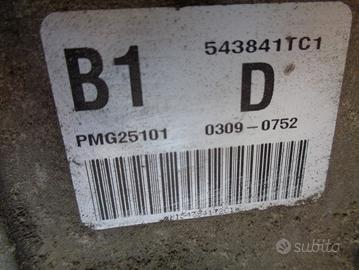 B1
543841TC1
D
PMG25101
0309-0752
subito